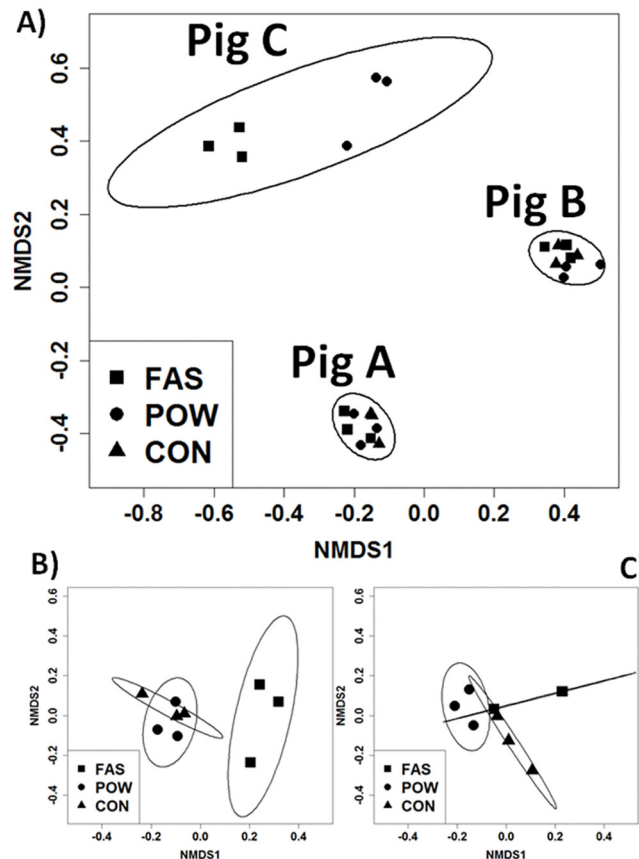 A)
Pig C
Pig B
Pig A
NMDS2
0.6
0.4
0.2
0.0
-0.2
-0.4
FAS
POW
CON
-0.8 -0.6 -0.4 -0.2 0.0 0.2 0.4
NMDS1
B)
NMDS2
0.6
0.4
0.2
0.0
-0.2
-0.4
FAS
POW
CON
-0.4 -0.2 0.0 0.2 0.4
NMDS1
C
NMDS2
0.6
0.4
0.2
0.0
-0.2
-0.4
FAS
POW
CON
-0.4 -0.2 0.0 0.2 0.4
NMDS1